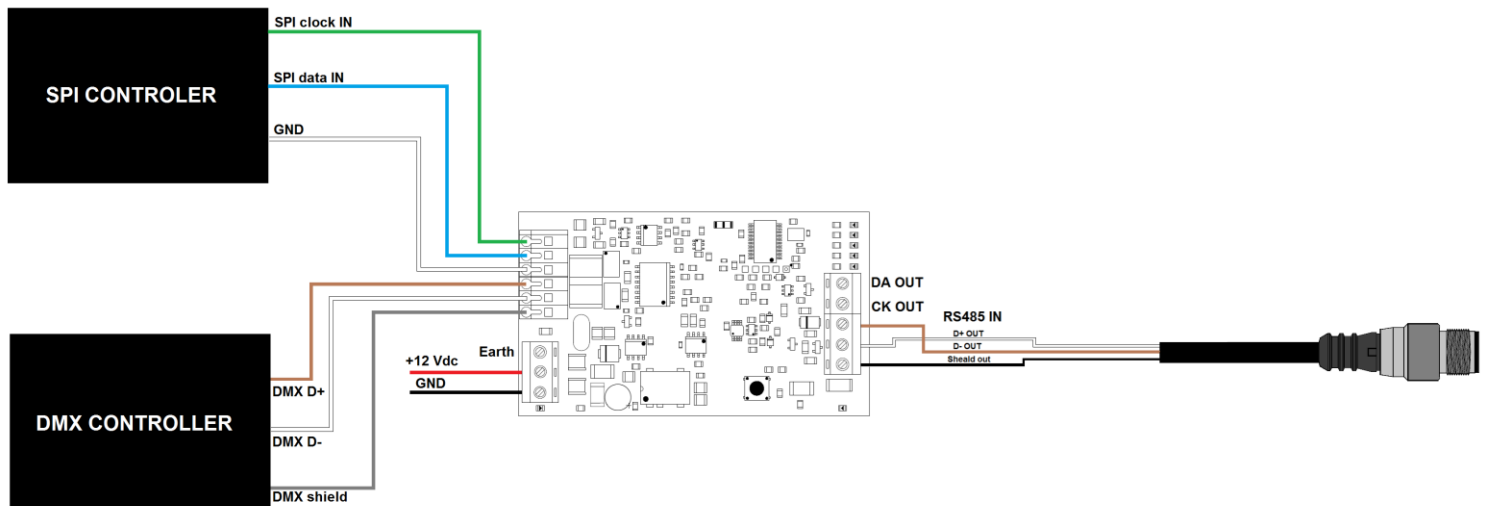 SPI clock IN
SPI data IN
SPI CONTROLER
GND
DA OUT
CK OUT
RS485 IN
D+ OUT
D- OUT
Sheald out
Earth
+12 Vdc
GND
DMX D+
DMX CONTROLLER
DMX D-
DMX shield